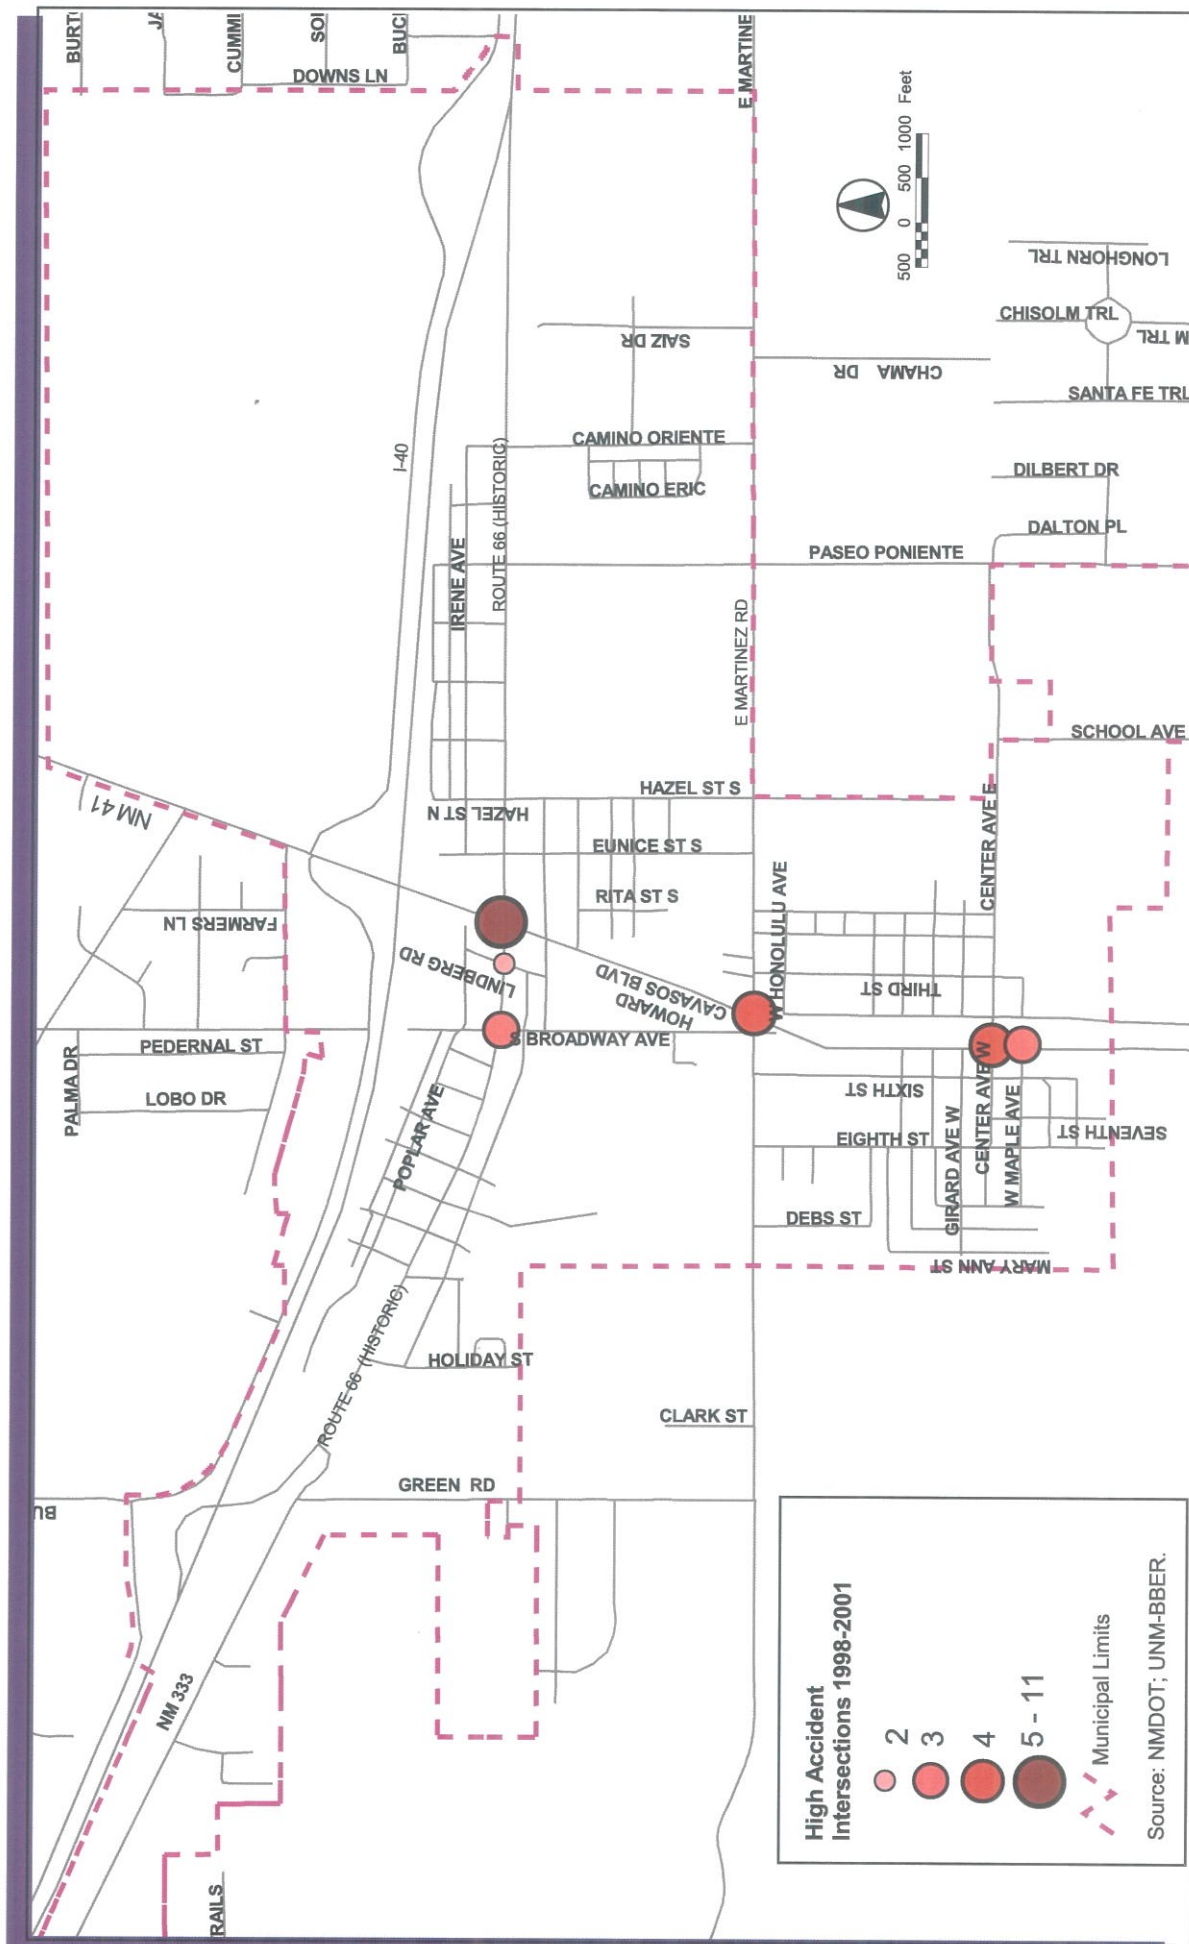 BURT
JA
CUMMI
SOI
BUC
DOWNS LN
E MARTINE
500 0 500 1000 Feet
LONGHORN TRL
CHISOLM TRL
M TRL
SAIZ DR
CHAMA DR
SANTA FE TRL
I-40
CAMINO ORIENTE
CAMINO ERIC
DILBERT DR
DALTON PL
ROUTE 66 (HISTORIC)
IRENE AVE
PASEO PONIENTE
E MARTINEZ RD
SCHOOL AVE
NM 41
HAZEL ST N
HAZEL ST S
EUNICE ST S
RITA ST S
CENTER AVE E
FARMERS LN
LINDBERG RD
HOWARD
CAVASOS BLVD
W HONOLULU AVE
THIRD ST
S BROADWAY AVE
PALMA DR
PEDERNAL ST
LOBO DR
POPLAR AVE
SIXTH ST
EIGHTH ST
SEVENTH ST
CENTER AVE W
W MAPLE AVE
GIRARD AVE W
DEBS ST
MARY ANN ST
ROUTE 66 (HISTORIC)
HOLIDAY ST
CLARK ST
GREEN RD
BU
NM 333
RAILS
High Accident
Intersections 1998-2001
2
3
4
5 - 11
Municipal Limits
Source: NMDOT; UNM-BBER.